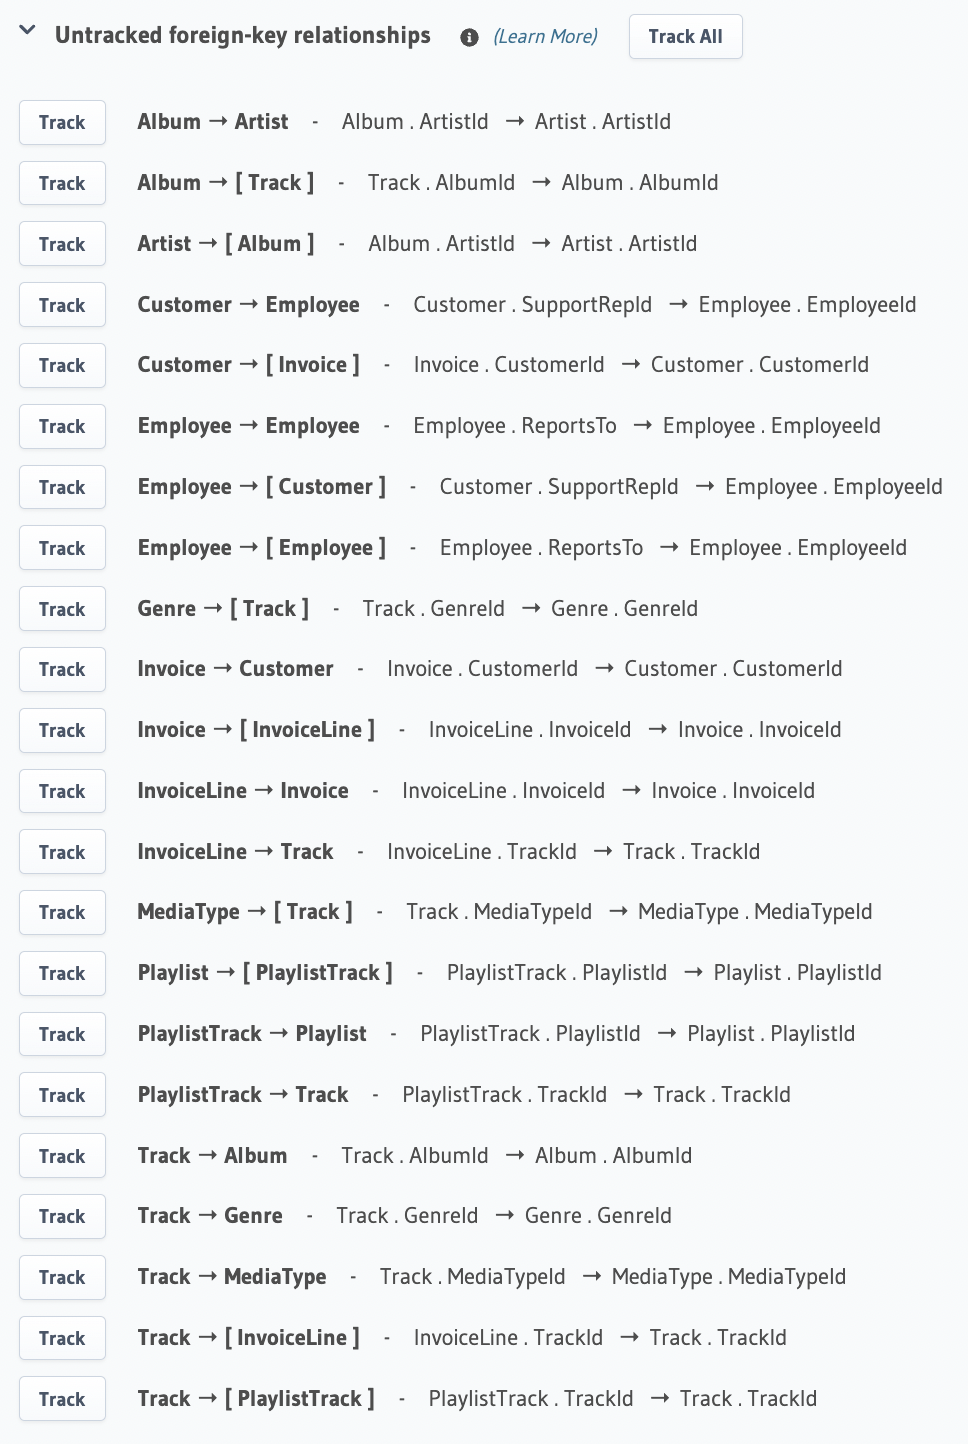 Untracked foreign-key relationships (Learn More) Track All
Track Album → Artist - Album . ArtistId → Artist . ArtistId
Track Album → [ Track ] - Track . AlbumId → Album . AlbumId
Track Artist → [ Album ] - Album . ArtistId → Artist . ArtistId
Track Customer → Employee - Customer . SupportRepId → Employee . EmployeeId
Track Customer → [ Invoice ] - Invoice . CustomerId → Customer . CustomerId
Track Employee → Employee - Employee . ReportsTo → Employee . EmployeeId
Track Employee → [ Customer ] - Customer . SupportRepId → Employee . EmployeeId
Track Employee → [ Employee ] - Employee . ReportsTo → Employee . EmployeeId
Track Genre → [ Track ] - Track . GenreId → Genre . GenreId
Track Invoice → Customer - Invoice . CustomerId → Customer . CustomerId
Track Invoice → [ InvoiceLine ] - InvoiceLine . InvoiceId → Invoice . InvoiceId
Track InvoiceLine → Invoice - InvoiceLine . InvoiceId → Invoice . InvoiceId
Track InvoiceLine → Track - InvoiceLine . TrackId → Track . TrackId
Track MediaType → [ Track ] - Track . MediaTypeId → MediaType . MediaTypeId
Track Playlist → [ PlaylistTrack ] - PlaylistTrack . PlaylistId → Playlist . PlaylistId
Track PlaylistTrack → Playlist - PlaylistTrack . PlaylistId → Playlist . PlaylistId
Track PlaylistTrack → Track - PlaylistTrack . TrackId → Track . TrackId
Track Track → Album - Track . AlbumId → Album . AlbumId
Track Track → Genre - Track . GenreId → Genre . GenreId
Track Track → MediaType - Track . MediaTypeId → MediaType . MediaTypeId
Track Track → [ InvoiceLine ] - InvoiceLine . TrackId → Track . TrackId
Track Track → [ PlaylistTrack ] - PlaylistTrack . TrackId → Track . TrackId